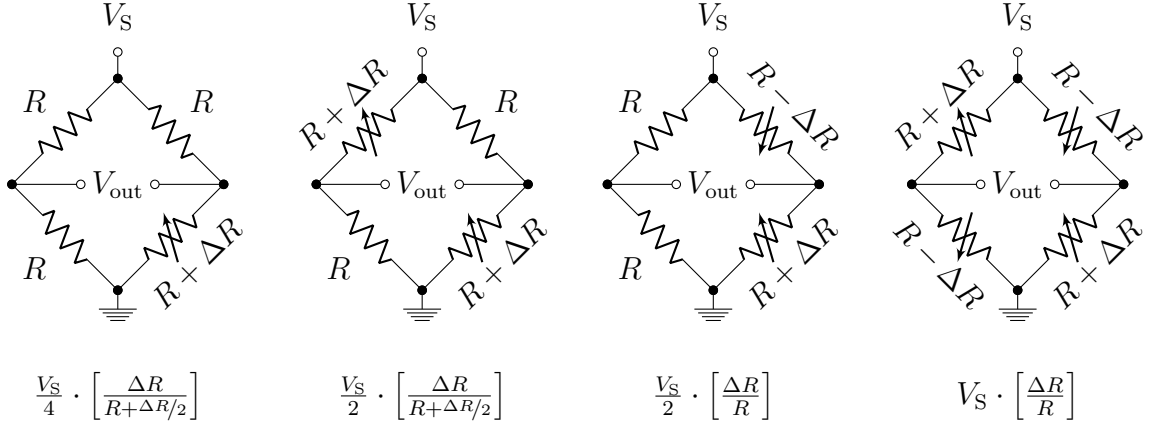 V_S V_S V_S V_S
R R R + ΔR R R R − ΔR R + ΔR R − ΔR
V_out V_out V_out V_out
R R + ΔR R R + ΔR R R + ΔR R − ΔR R + ΔR
V_S/4 · [ΔR/(R+ΔR/2)] V_S/2 · [ΔR/(R+ΔR/2)] V_S/2 · [ΔR/R] V_S · [ΔR/R]